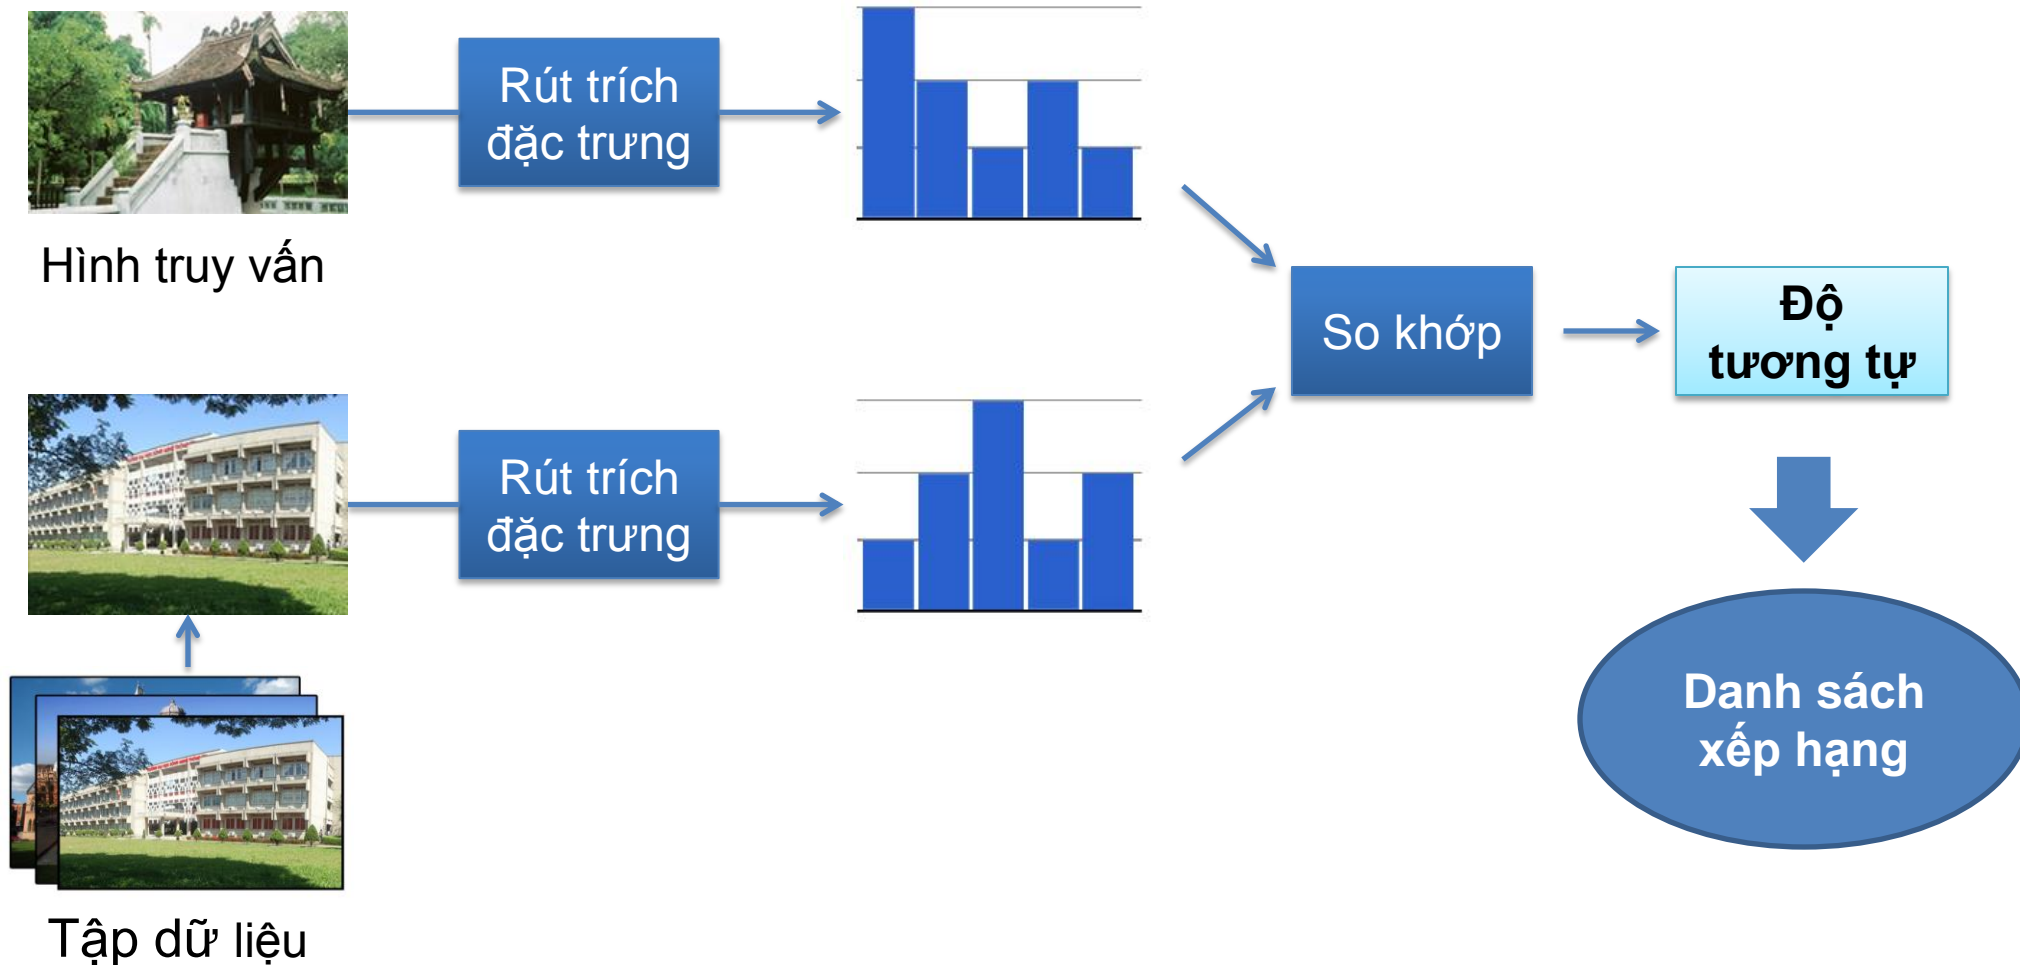 Rút trích
đặc trưng
Hình truy vấn
So khớp
Độ
tương tự
Rút trích
đặc trưng
Danh sách
xếp hạng
Tập dữ liệu